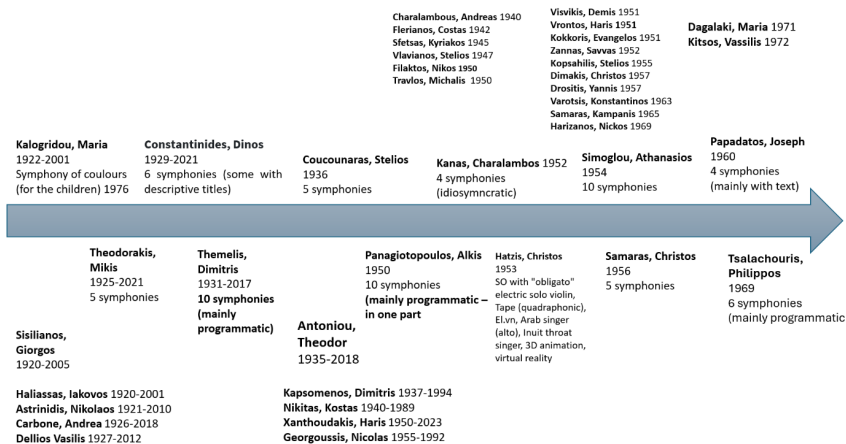 Charalambous, Andreas 1940
Flerianos, Costas 1942
Sfetsas, Kyriakos 1945
Vlavianos, Stelios 1947
Filaktos, Nikos 1950
Travlos, Michalis 1950
Visvikis, Demis 1951
Vrontos, Haris 1951
Kokkoris, Evangelos 1951
Zannas, Savvas 1952
Kopsahilis, Stelios 1955
Dimakis, Christos 1957
Drositis, Yannis 1957
Varotsis, Konstantinos 1963
Samaras, Kampanis 1965
Harizanos, Nickos 1969
Dagalaki, Maria 1971
Kitsos, Vassilis 1972
Kalogridou, Maria
1922-2001
Symphony of coulours
(for the children) 1976
Constantinides, Dinos
1929-2021
6 symphonies (some with
descriptive titles)
Coucounaras, Stelios
1936
5 symphonies
Kanas, Charalambos 1952
4 symphonies
(idiosymncratic)
Simoglou, Athanasios
1954
10 symphonies
Papadatos, Joseph
1960
4 symphonies
(mainly with text)
Theodorakis,
Mikis
1925-2021
5 symphonies
Themelis,
Dimitris
1931-2017
10 symphonies
(mainly
programmatic)
Antoniou,
Theodor
1935-2018
Panagiotopoulos, Alkis
1950
10 symphonies
(mainly programmatic –
in one part
Hatzis, Christos
1953
SO with "obligato"
electric solo violin,
Tape (quadraphonic),
El.vn, Arab singer
(alto), Inuit throat
singer, 3D animation,
virtual reality
Samaras, Christos
1956
5 symphonies
Tsalachouris,
Philippos
1969
6 symphonies
(mainly programmatic
Sisilianos,
Giorgos
1920-2005
Haliassas, Iakovos 1920-2001
Astrinidis, Nikolaos 1921-2010
Carbone, Andrea 1926-2018
Dellios Vasilis 1927-2012
Kapsomenos, Dimitris 1937-1994
Nikitas, Kostas 1940-1989
Xanthoudakis, Haris 1950-2023
Georgoussis, Nicolas 1955-1992